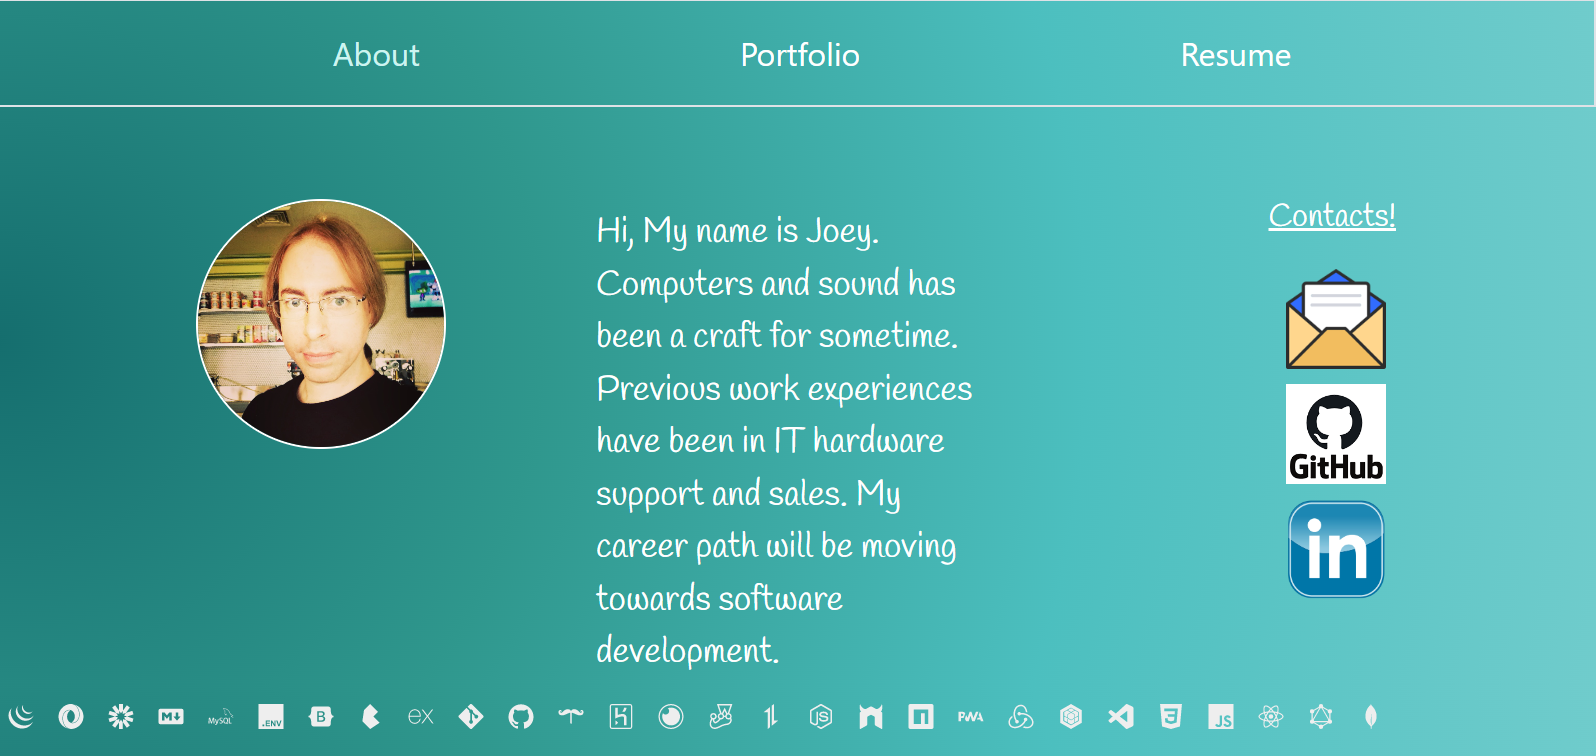 About Portfolio Resume
Hi, My name is Joey.
Computers and sound has
been a craft for sometime.
Previous work experiences
have been in IT hardware
support and sales. My
career path will be moving
towards software
development.
Contacts!
GitHub
in
M
MySQL
.ENV
B
ex
JS
n
PWA
3
JS